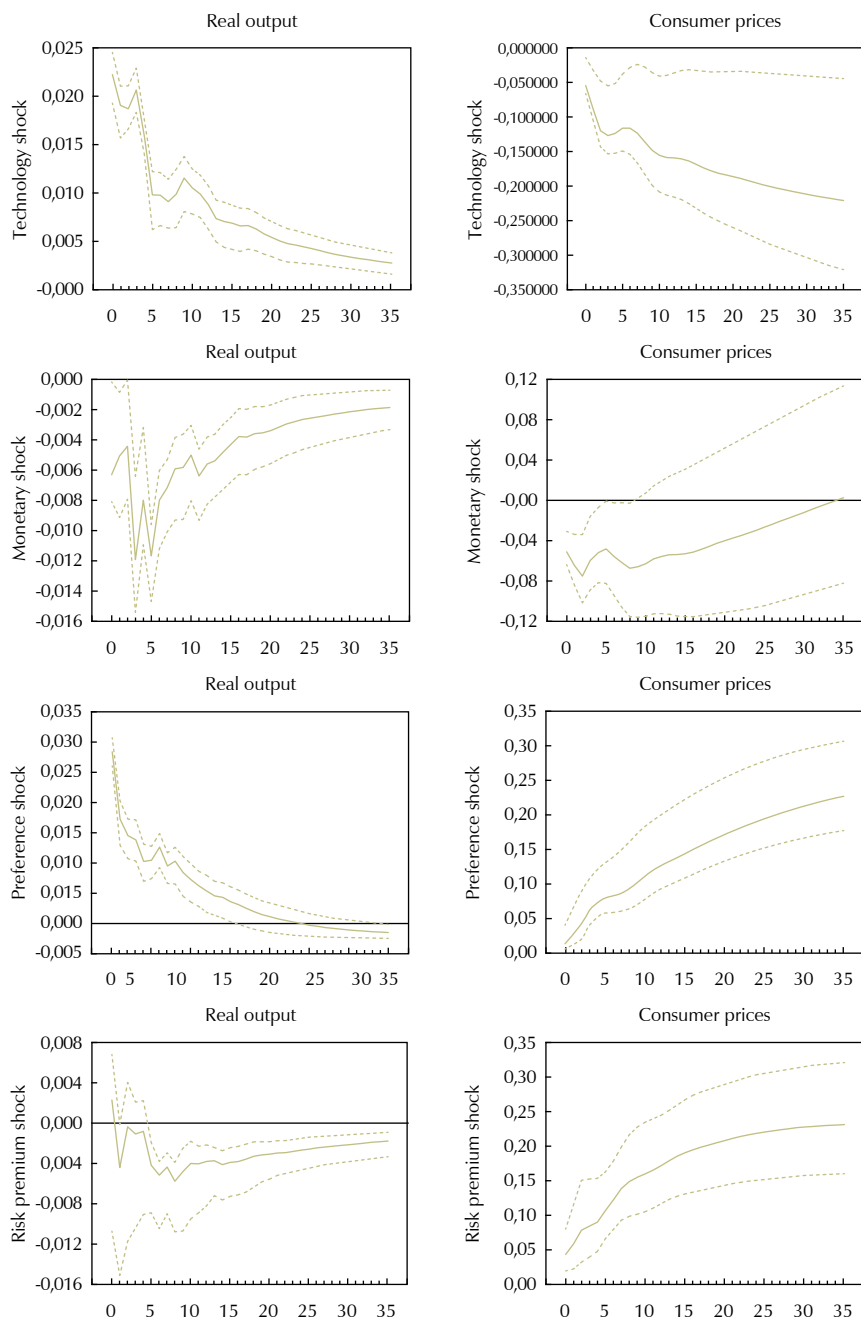 Real output
Technology shock
0,025
0,020
0,015
0,010
0,005
-0,000
0 5 10 15 20 25 30 35
Consumer prices
Technology shock
0,000000
-0,050000
-0,100000
-0,150000
-0,200000
-0,250000
-0,300000
-0,350000
0 5 10 15 20 25 30 35
Real output
Monetary shock
0,000
-0,002
-0,004
-0,006
-0,008
-0,010
-0,012
-0,014
-0,016
0 5 10 15 20 25 30 35
Consumer prices
Monetary shock
0,12
0,08
0,04
-0,00
-0,04
-0,08
-0,12
0 5 10 15 20 25 30 35
Real output
Preference shock
0,035
0,030
0,025
0,020
0,015
0,010
0,015
0,000
-0,005
0 5 10 15 20 25 30 35
Consumer prices
Preference shock
0,35
0,30
0,25
0,20
0,15
0,10
0,05
0,00
0 5 10 15 20 25 30 35
Real output
Risk premium shock
0,008
0,004
0,000
0,004
-0,008
-0,012
-0,016
0 5 10 15 20 25 30 35
Consumer prices
Risk premium shock
0,35
0,30
0,25
0,20
0,15
0,10
0,05
0,00
0 5 10 15 20 25 30 35